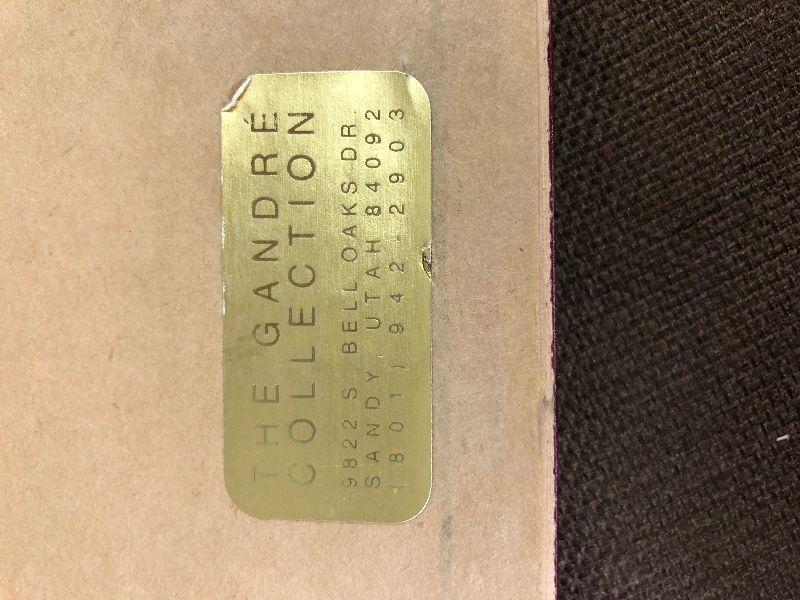 THE GANDRÉ
COLLECTION
9822 S. BELL OAKS DR.
SANDY UTAH 84092
(801) 942-2903